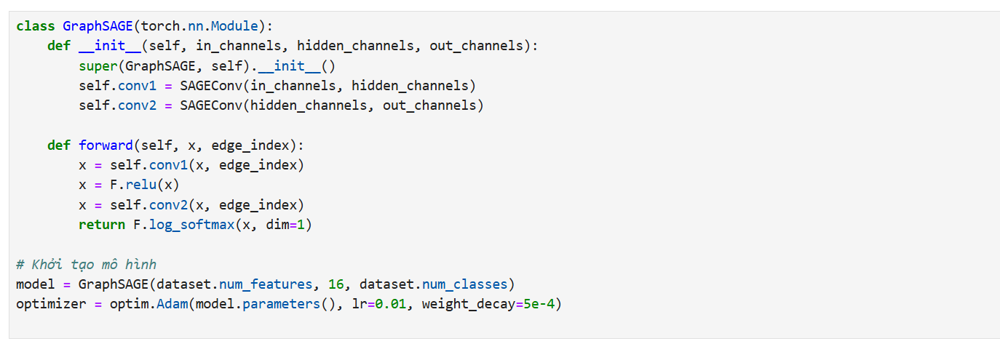 class GraphSAGE(torch.nn.Module):
    def __init__(self, in_channels, hidden_channels, out_channels):
        super(GraphSAGE, self).__init__()
        self.conv1 = SAGEConv(in_channels, hidden_channels)
        self.conv2 = SAGEConv(hidden_channels, out_channels)

    def forward(self, x, edge_index):
        x = self.conv1(x, edge_index)
        x = F.relu(x)
        x = self.conv2(x, edge_index)
        return F.log_softmax(x, dim=1)

# Khởi tạo mô hình
model = GraphSAGE(dataset.num_features, 16, dataset.num_classes)
optimizer = optim.Adam(model.parameters(), lr=0.01, weight_decay=5e-4)